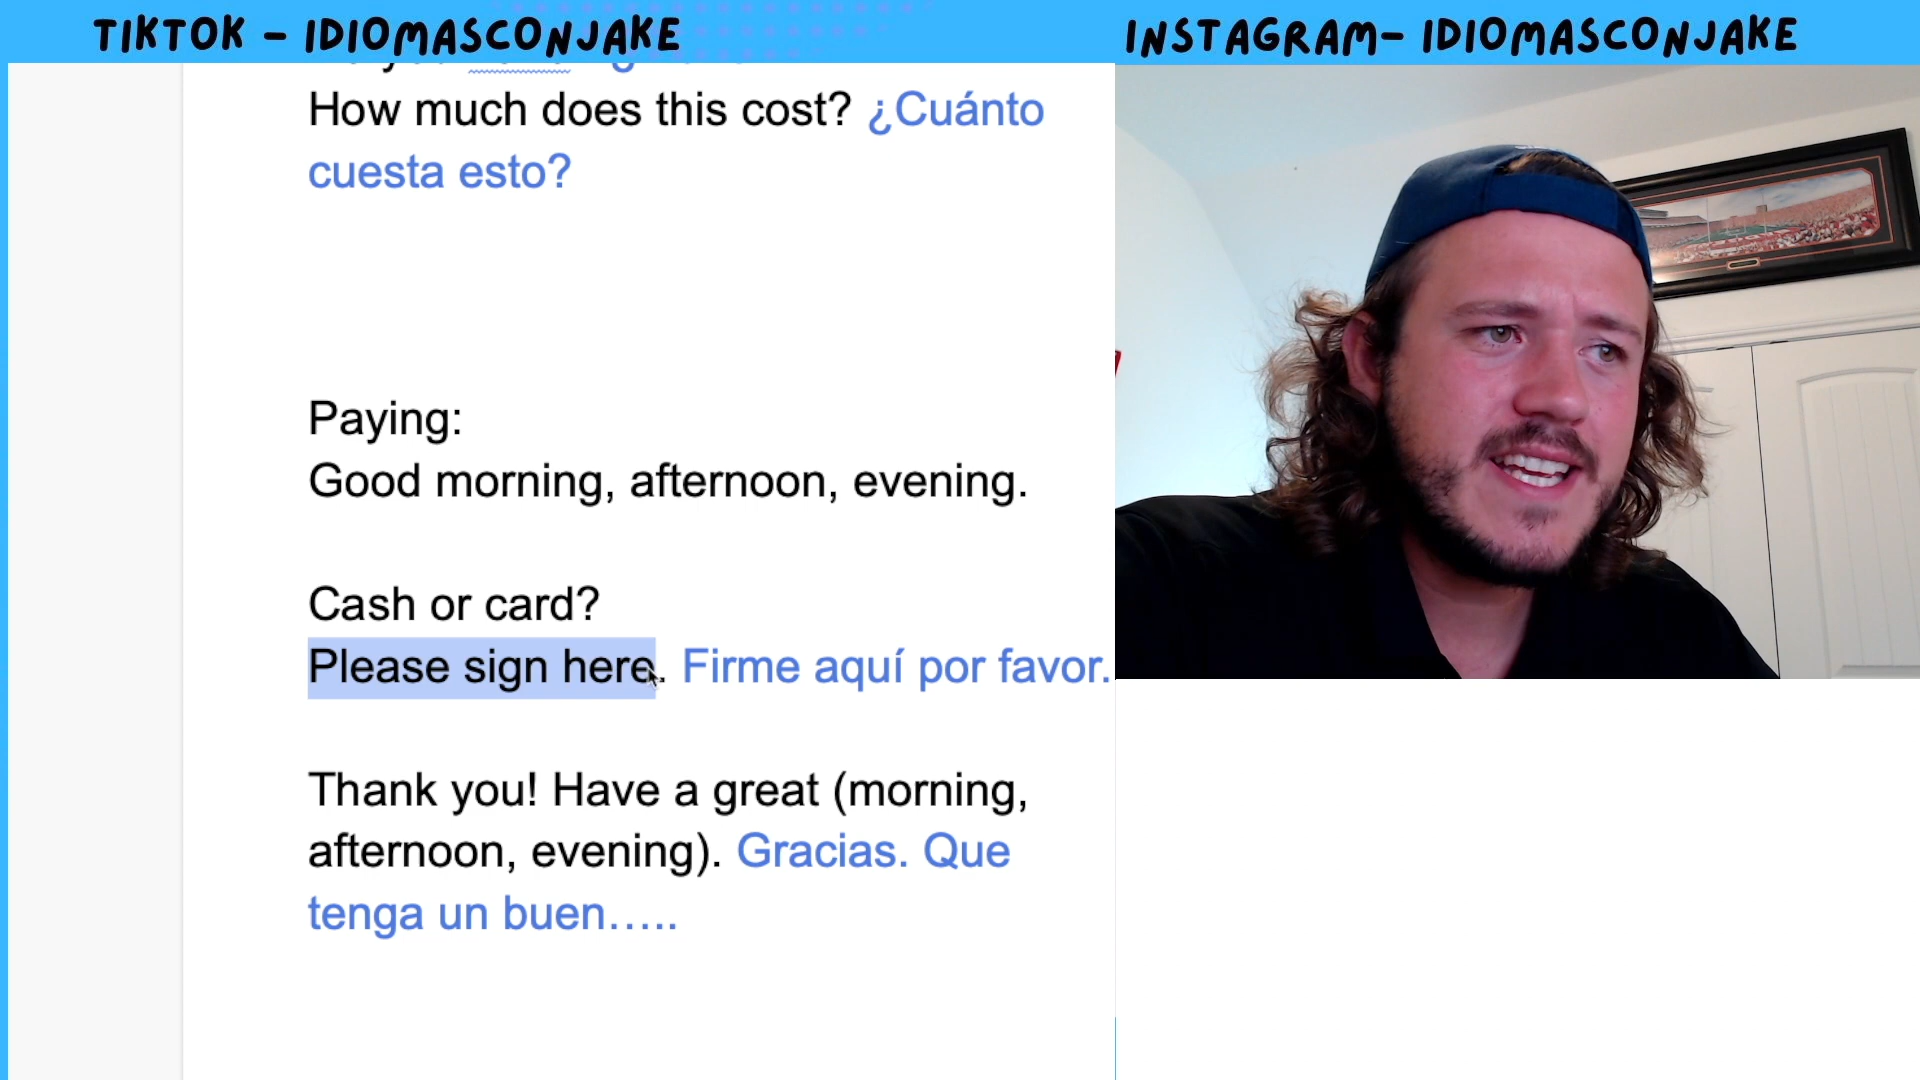 TIKTOK - IDIOMASCONJAKE
INSTAGRAM- IDIOMASCONJAKE
How much does this cost? ¿Cuánto
cuesta esto?
Paying:
Good morning, afternoon, evening.
Cash or card?
Please sign here. Firme aquí por favor.
Thank you! Have a great (morning,
afternoon, evening). Gracias. Que
tenga un buen…..